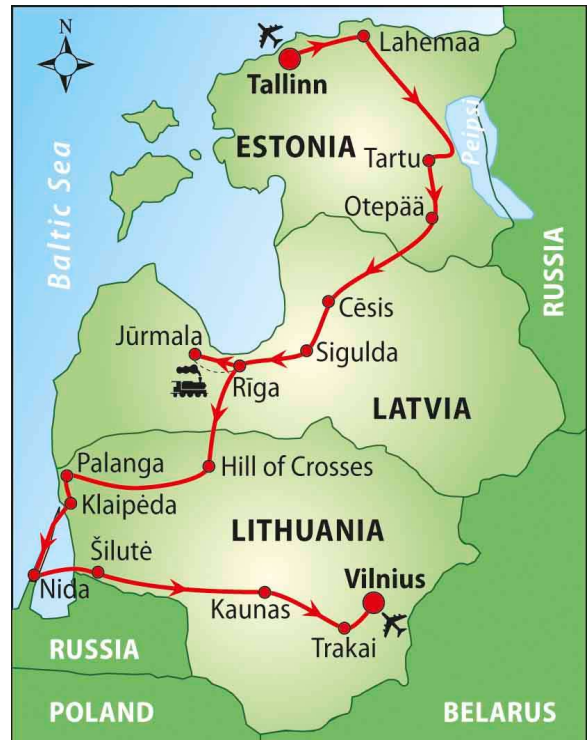 N
Lahemaa
Tallinn
Peipsi
ESTONIA
Tartu
Baltic Sea
Otepää
RUSSIA
Cēsis
Jūrmala
Sigulda
Rīga
LATVIA
Palanga
Hill of Crosses
Klaipėda
LITHUANIA
Šilutė
Vilnius
Nida
Kaunas
Trakai
RUSSIA
POLAND
BELARUS